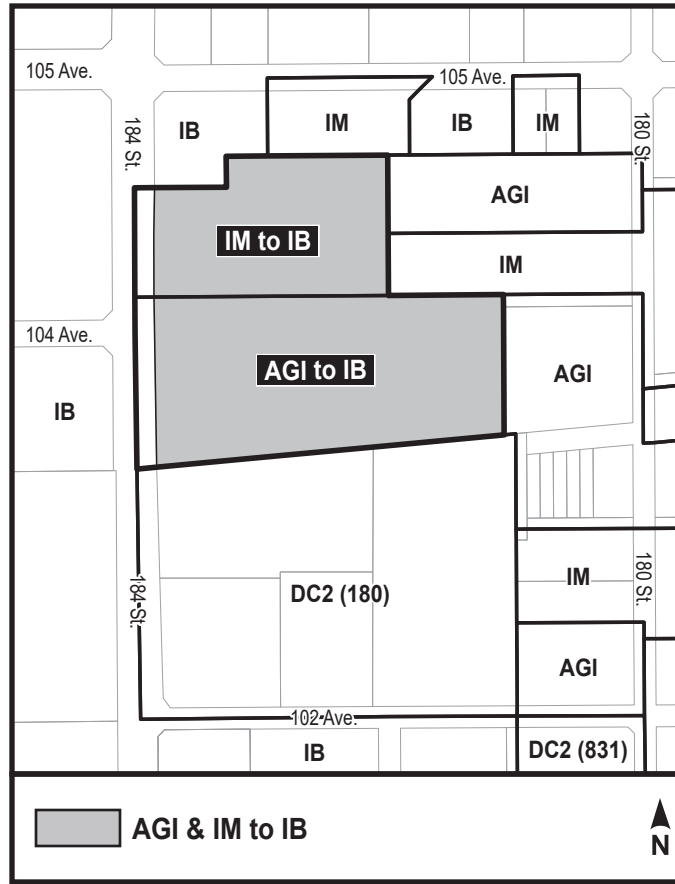 105 Ave.
105 Ave.
184 St.
IB
IM
IB
IM
180 St.
AGI
IM to IB
IM
104 Ave.
AGI to IB
AGI
IB
184 St.
DC2 (180)
IM
180 St.
AGI
102 Ave.
IB
DC2 (831)
AGI & IM to IB
N